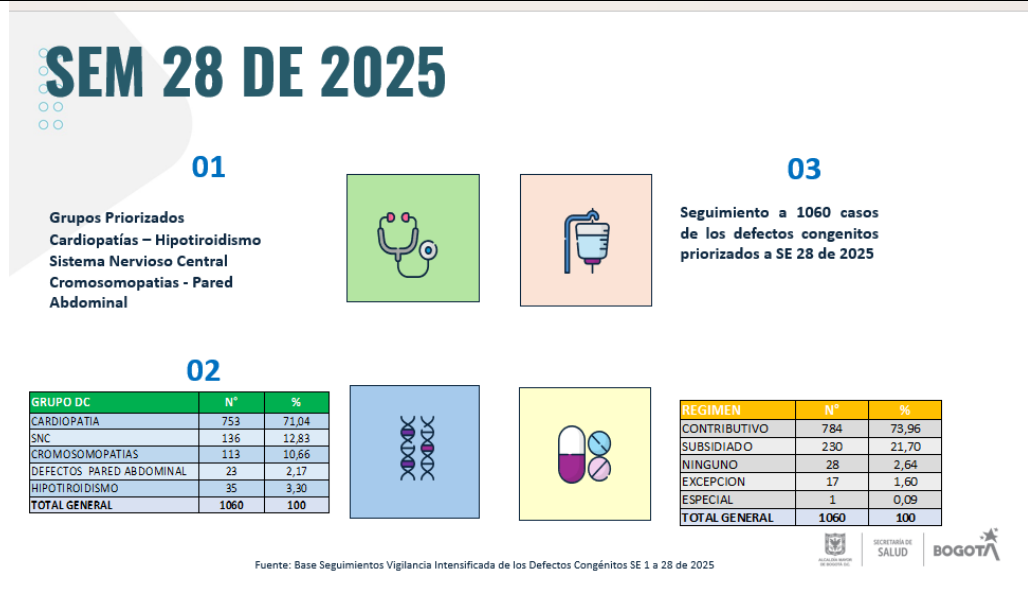 SEM 28 DE 2025
01
Grupos Priorizados
Cardiopatías – Hipotiroidismo
Sistema Nervioso Central
Cromosomopatias - Pared
Abdominal
03
Seguimiento a 1060 casos
de los defectos congenitos
priorizados a SE 28 de 2025
02
GRUPO DC N° %
CARDIOPATIA 753 71,04
SNC 136 12,83
CROMOSOMOPATIAS 113 10,66
DEFECTOS PARED ABDOMINAL 23 2,17
HIPOTIROIDISMO 35 3,30
TOTAL GENERAL 1060 100
REGIMEN N° %
CONTRIBUTIVO 784 73,96
SUBSIDIADO 230 21,70
NINGUNO 28 2,64
EXCEPCION 17 1,60
ESPECIAL 1 0,09
TOTAL GENERAL 1060 100
ALCALDÍA MAYOR
DE BOGOTÁ D.C.
SECRETARÍA DE
SALUD
BOGOTÁ
Fuente: Base Seguimientos Vigilancia Intensificada de los Defectos Congénitos SE 1 a 28 de 2025